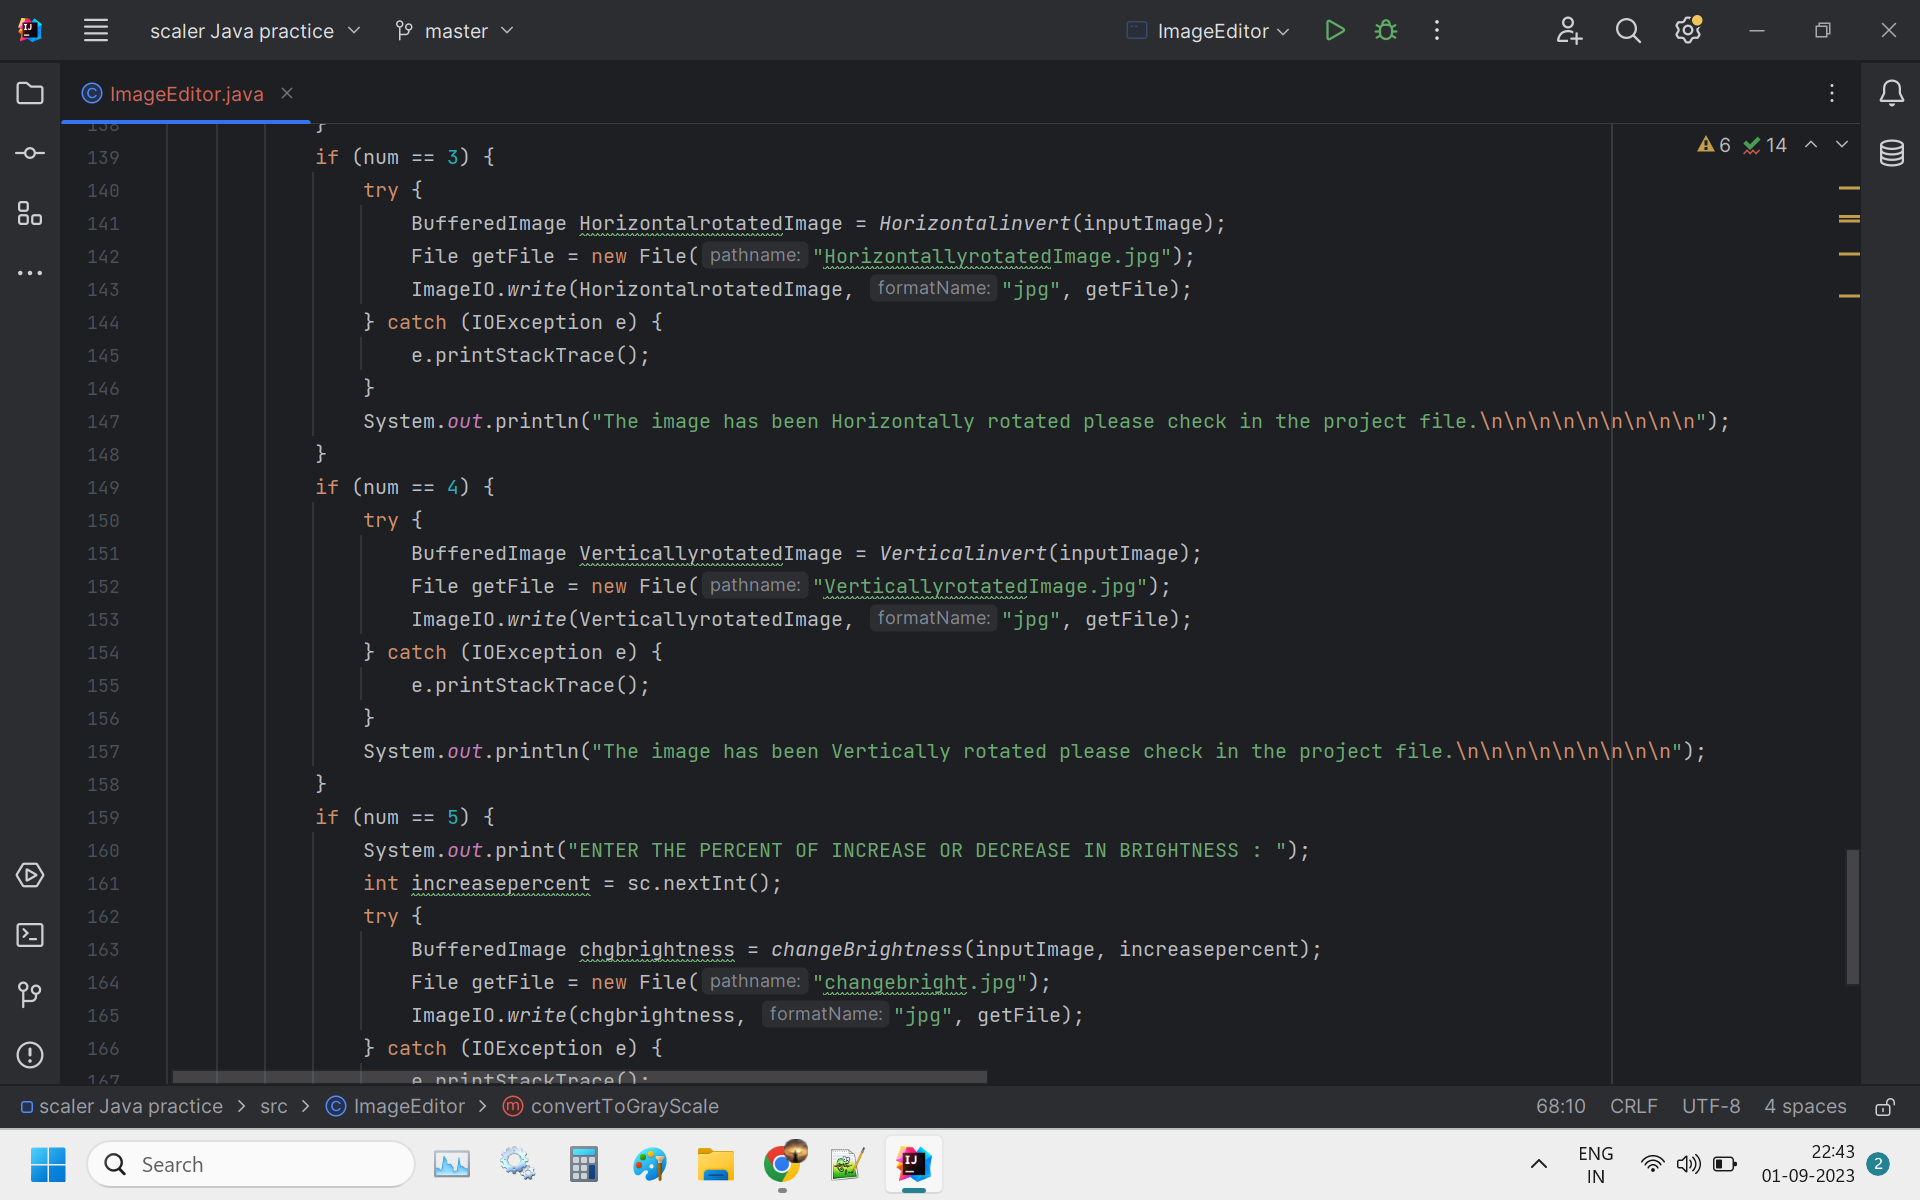 scaler Java practice master ImageEditor
ImageEditor.java
138 }
139 if (num == 3) { 6 14
140 try {
141 BufferedImage HorizontalrotatedImage = Horizontalinvert(inputImage);
142 File getFile = new File( pathname: "HorizontallyrotatedImage.jpg");
143 ImageIO.write(HorizontalrotatedImage, formatName: "jpg", getFile);
144 } catch (IOException e) {
145 e.printStackTrace();
146 }
147 System.out.println("The image has been Horizontally rotated please check in the project file.\n\n\n\n\n\n\n\n\n");
148 }
149 if (num == 4) {
150 try {
151 BufferedImage VerticallyrotatedImage = Verticalinvert(inputImage);
152 File getFile = new File( pathname: "VerticallyrotatedImage.jpg");
153 ImageIO.write(VerticallyrotatedImage, formatName: "jpg", getFile);
154 } catch (IOException e) {
155 e.printStackTrace();
156 }
157 System.out.println("The image has been Vertically rotated please check in the project file.\n\n\n\n\n\n\n\n\n");
158 }
159 if (num == 5) {
160 System.out.print("ENTER THE PERCENT OF INCREASE OR DECREASE IN BRIGHTNESS : ");
161 int increasepercent = sc.nextInt();
162 try {
163 BufferedImage chgbrightness = changeBrightness(inputImage, increasepercent);
164 File getFile = new File( pathname: "changebright.jpg");
165 ImageIO.write(chgbrightness, formatName: "jpg", getFile);
166 } catch (IOException e) {
167 e.printStackTrace();
scaler Java practice > src > ImageEditor > convertToGrayScale 68:10 CRLF UTF-8 4 spaces
Search
ENG
IN
22:43
01-09-2023
2